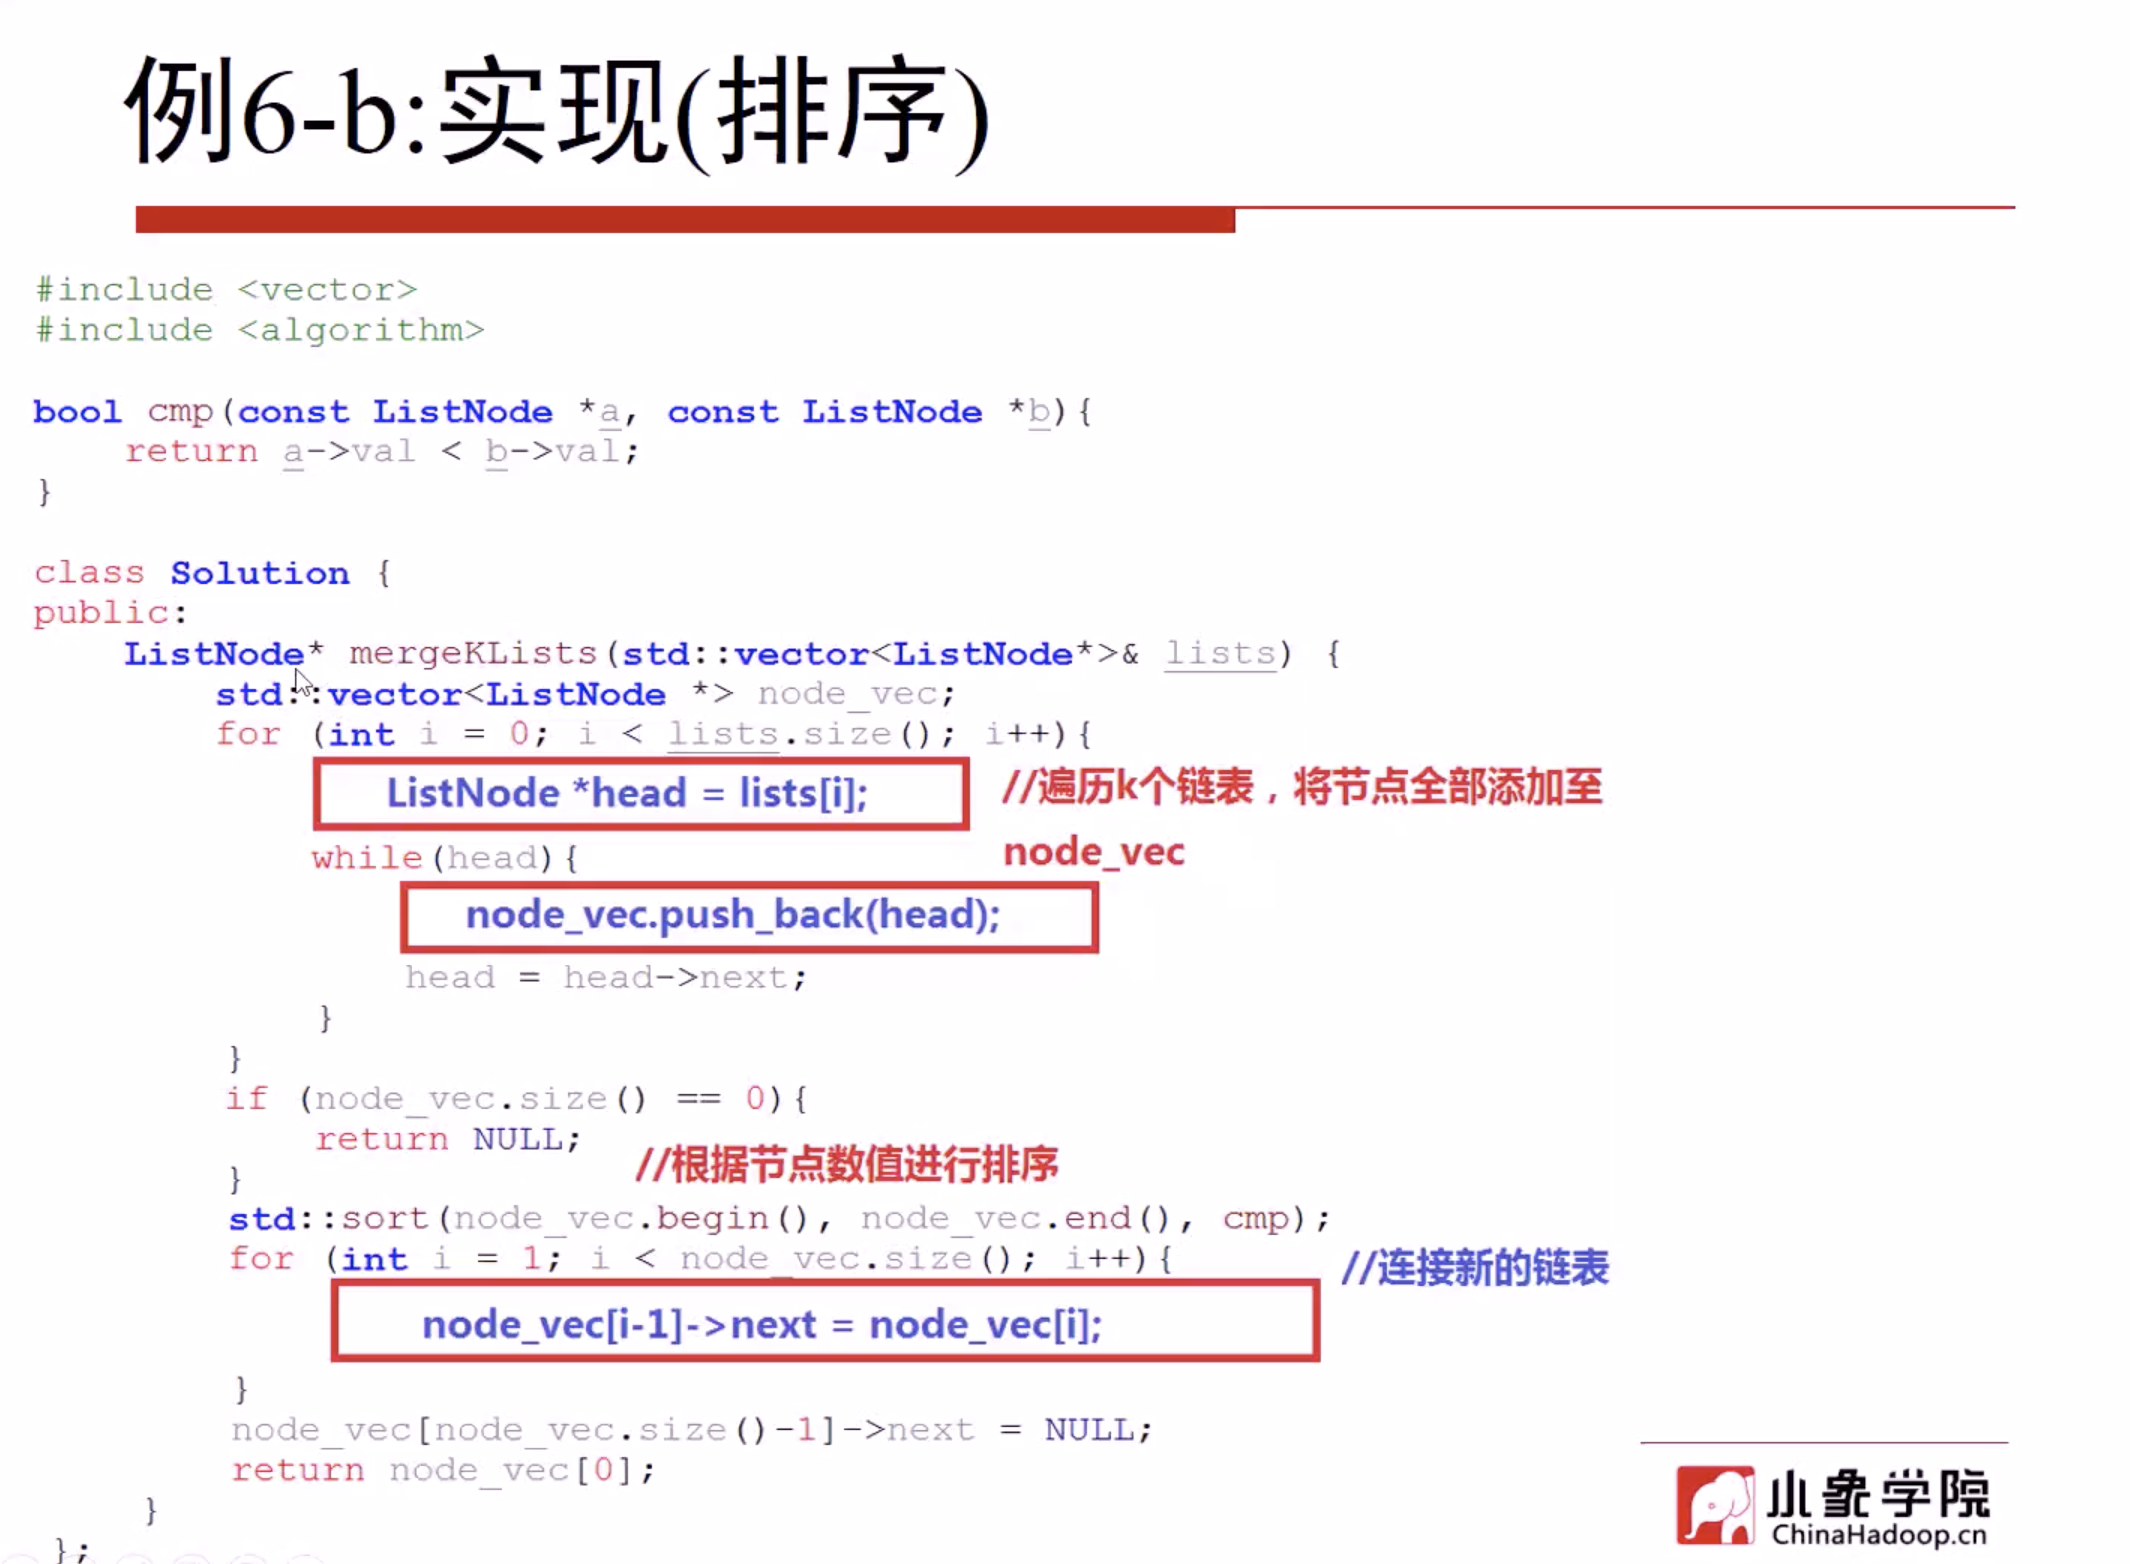 例6-b:实现(排序)
#include <vector>
#include <algorithm>
bool cmp(const ListNode *a, const ListNode *b){
    return a->val < b->val;
}
class Solution {
public:
    ListNode* mergeKLists(std::vector<ListNode*>& lists) {
        std::vector<ListNode *> node_vec;
        for (int i = 0; i < lists.size(); i++){
            ListNode *head = lists[i]; //遍历k个链表，将节点全部添加至
            while(head){ node_vec
                node_vec.push_back(head);
                head = head->next;
            }
        }
        if (node_vec.size() == 0){
            return NULL;
        } //根据节点数值进行排序
        std::sort(node_vec.begin(), node_vec.end(), cmp);
        for (int i = 1; i < node_vec.size(); i++){ //连接新的链表
            node_vec[i-1]->next = node_vec[i];
        }
        node_vec[node_vec.size()-1]->next = NULL;
        return node_vec[0];
    }
};
小象学院
ChinaHadoop.cn